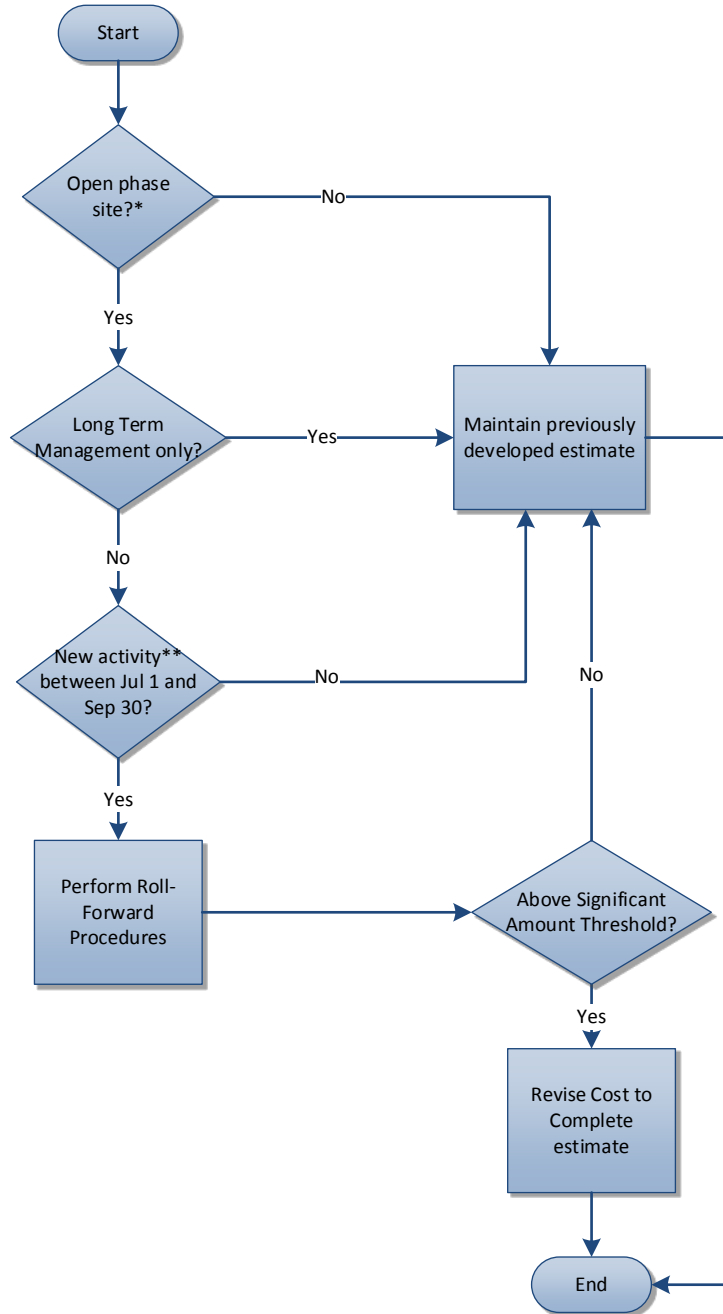 Start
Open phase
site?*
No
Yes
Long Term
Management only?
Yes
Maintain previously
developed estimate
No
New activity**
between Jul 1 and
Sep 30?
No
No
Yes
Perform Roll-
Forward
Procedures
Above Significant
Amount Threshold?
Yes
Revise Cost to
Complete
estimate
End